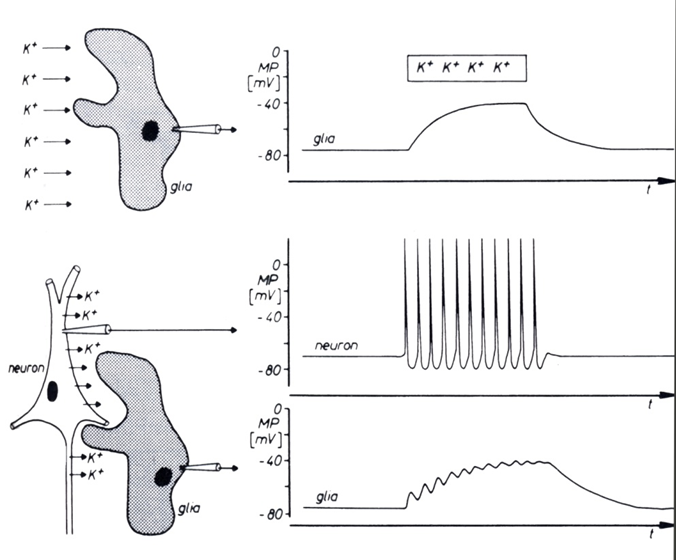 K+
K+
K+
K+
K+
K+
glia
0
MP
[mV]
-40
-80
glia
K+ K+ K+ K+
t
neuron
K+
K+
K+
K+
K+
glia
0
MP
[mV]
-40
-80
neuron
t
0
MP
[mV]
-40
-80
glia
t